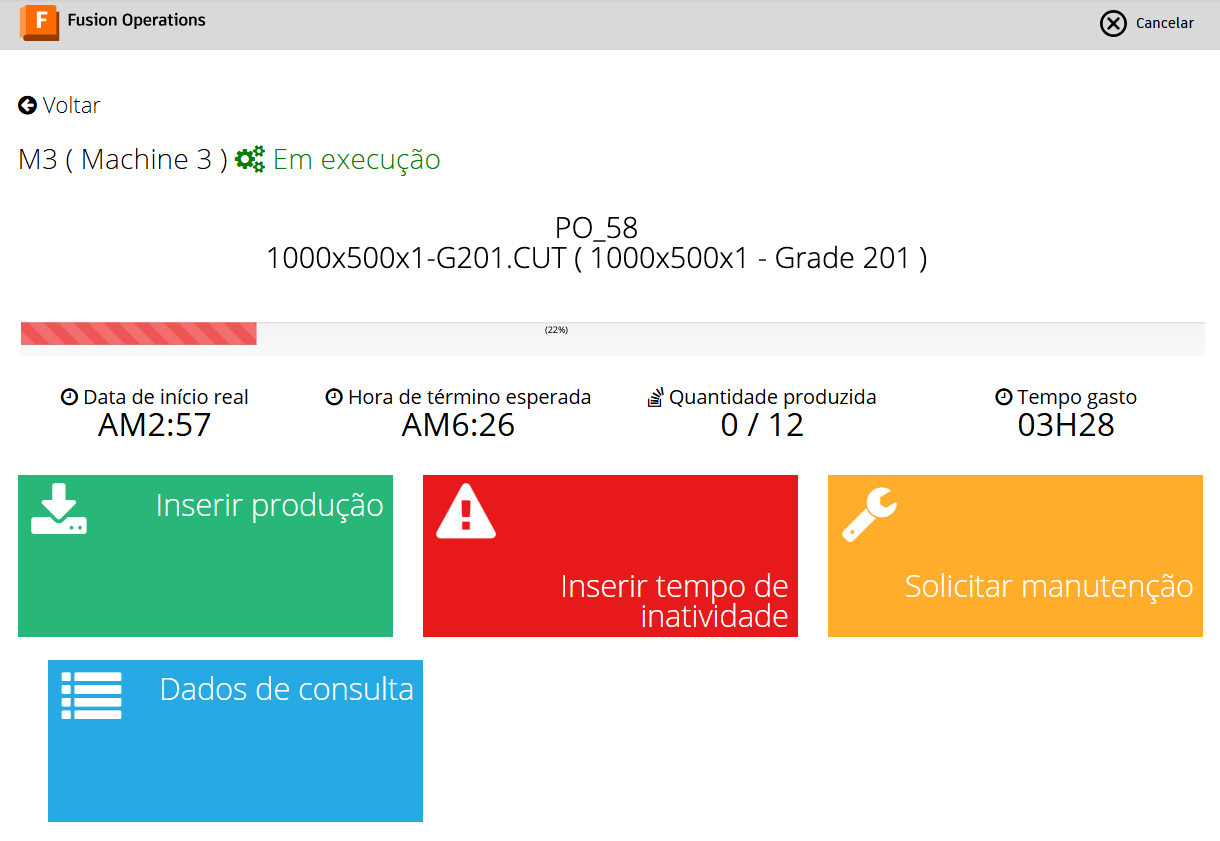 F Fusion Operations
Cancelar
Voltar
M3 ( Machine 3 ) Em execução
PO_58
1000x500x1-G201.CUT ( 1000x500x1 - Grade 201 )
(22%)
Data de início real
AM2:57
Hora de término esperada
AM6:26
Quantidade produzida
0 / 12
Tempo gasto
03H28
Inserir produção
Inserir tempo de
inatividade
Solicitar manutenção
Dados de consulta